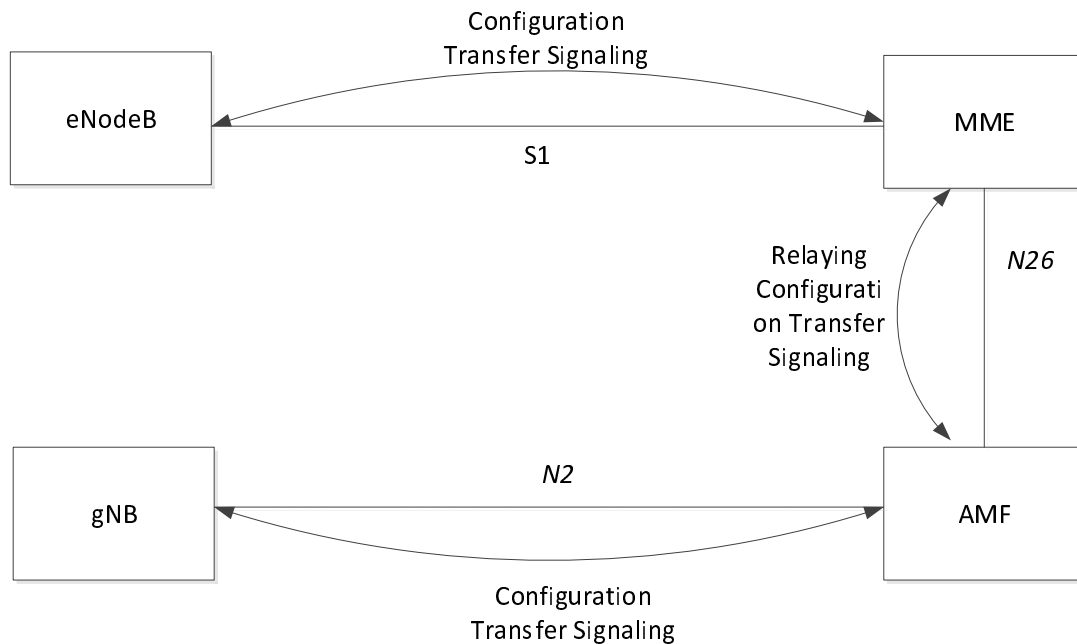 Configuration
Transfer Signaling
eNodeB
MME
S1
Relaying
Configurati
on Transfer
Signaling
N26
N2
gNB
AMF
Configuration
Transfer Signaling